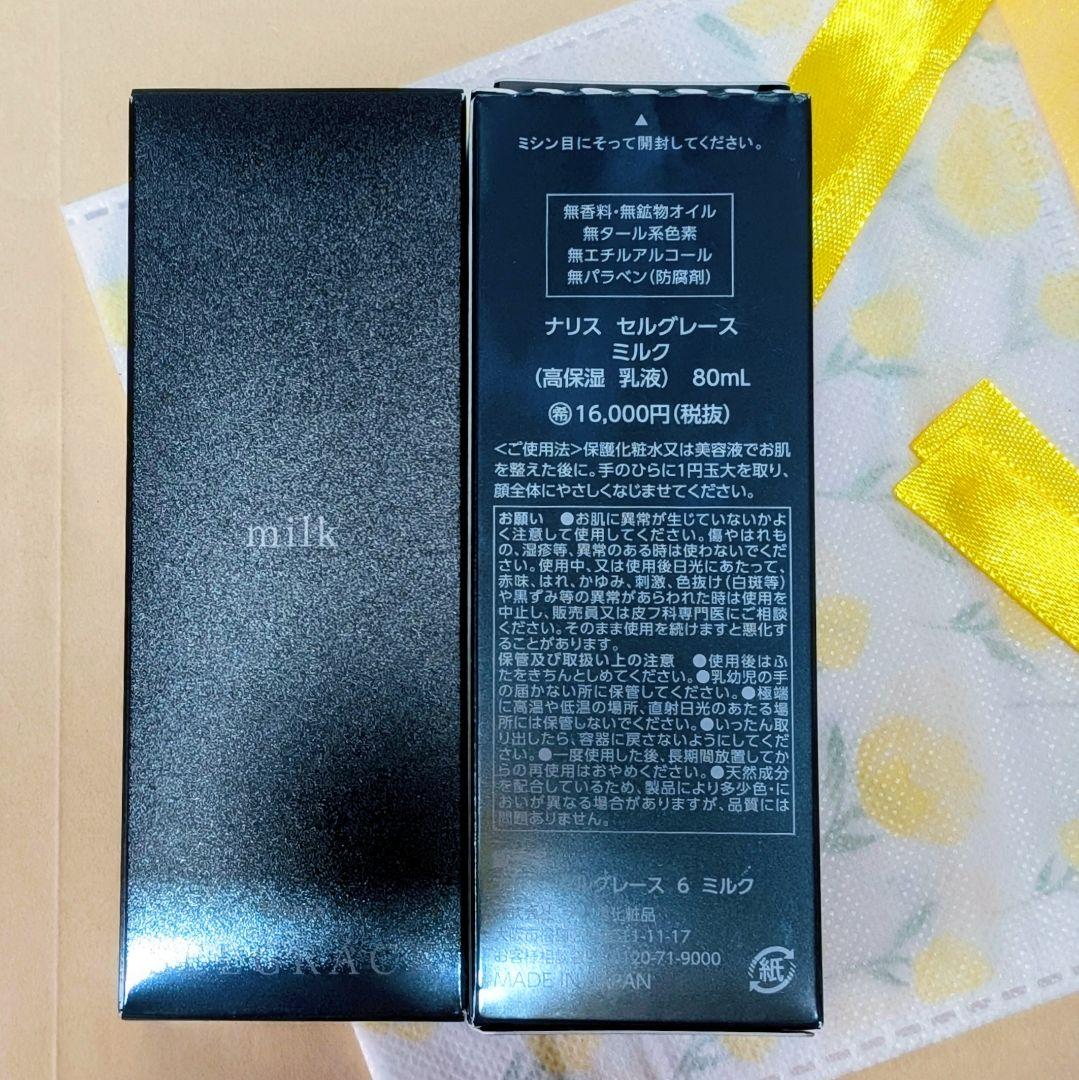 milk
ミシン目にそって開封してください。
無香料・無鉱物オイル
無タール系色素
無エチルアルコール
無パラベン(防腐剤)
ナリス セルグレース
ミルク
(高保湿 乳液) 80mL
㊒16,000円(税抜)
<ご使用法>保護化粧水又は美容液でお肌
を整えた後に。手のひらに1円玉大を取り、
顔全体にやさしくなじませてください。
お願い ●お肌に異常が生じていないかよ
く注意して使用してください。傷やはれも
の、湿疹等、異常のある時は使わないでくだ
さい。使用中、又は使用後日光にあたって、
赤味、はれ、かゆみ、刺激、色抜け(白斑等)
や黒ずみ等の異常があらわれた時は使用を
中止し、販売員又は皮フ科専門医にご相談
ください。そのまま使用を続けますと悪化す
ることがあります。
保管及び取扱い上の注意 ●使用後はふ
たをきちんとしめてください。●乳幼児の手
の届かない所に保管してください。●極端
に高温や低温の場所、直射日光のあたる場
所には保管しないでください。●いったん取
り出したら、容器に戻さないようにしてくだ
さい。●一度使用した後、長期間放置してか
らの再使用はおやめください。●天然成分
を配合しているため、製品により多少色・に
おいが異なる場合がありますが、品質には
問題ありません。
ルグレース 6 ミルク
化粧品
1-11-17
お客様相談 120-71-9000
MADE IN JAPAN
紙